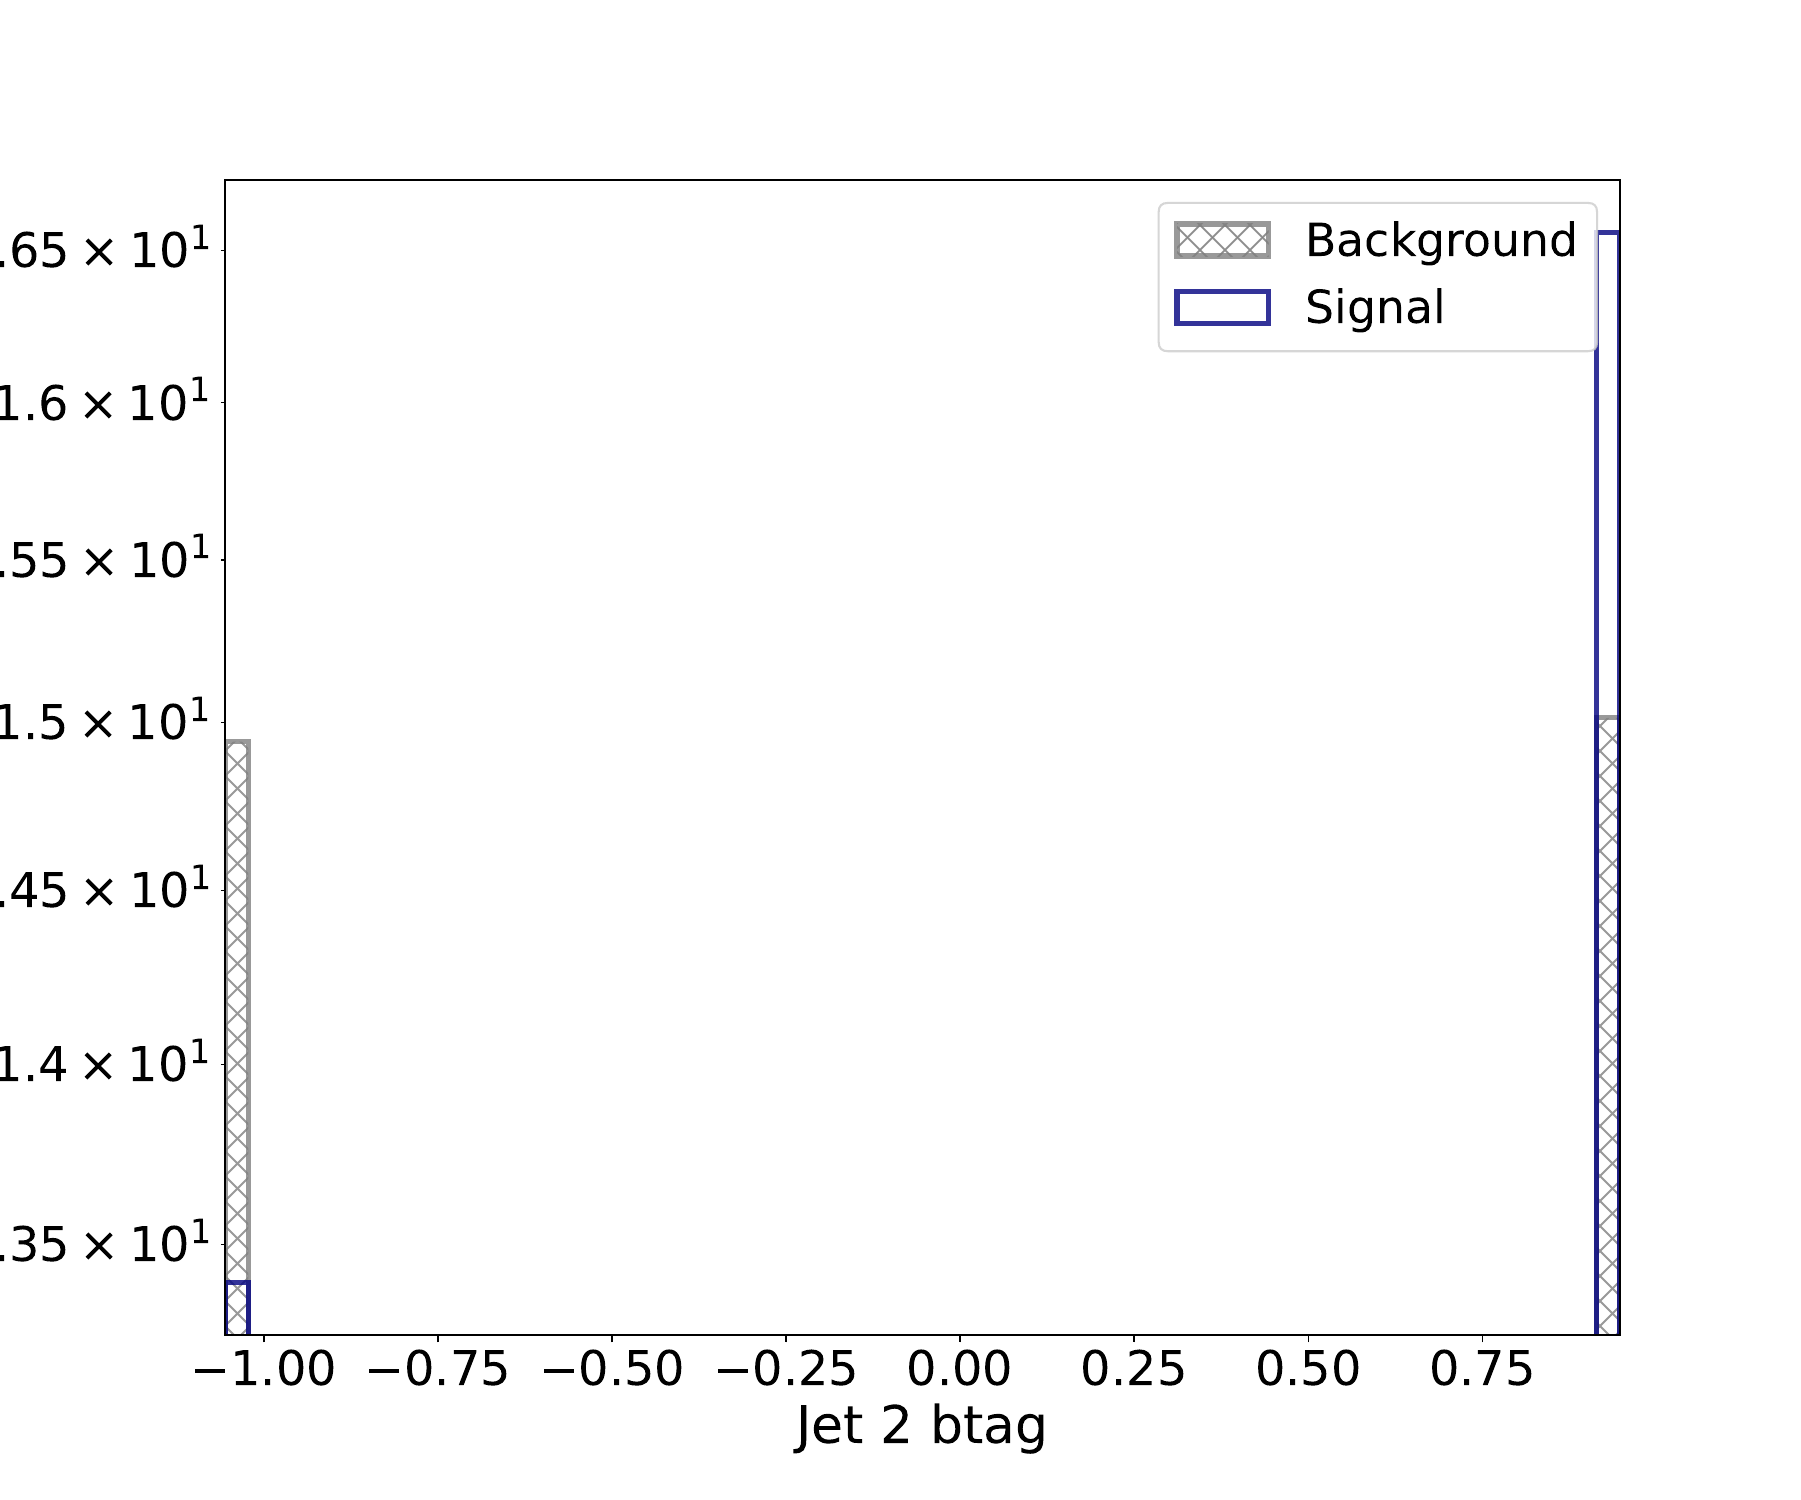 Background
Signal
.65 × 10¹
1.6 × 10¹
.55 × 10¹
1.5 × 10¹
.45 × 10¹
1.4 × 10¹
.35 × 10¹
−1.00 −0.75 −0.50 −0.25 0.00 0.25 0.50 0.75
Jet 2 btag